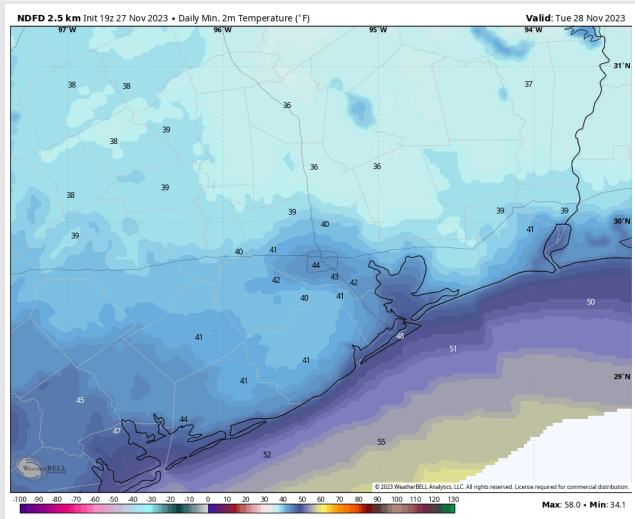 NDFD 2.5 km Init 19z 27 Nov 2023 • Daily Min. 2m Temperature (°F)
Valid: Tue 28 Nov 2023
97°W 96°W 95°W 94°W
31°N
38 38 37
36
39
38
36 36
39
38
39 39 39
30°N
40
39 41
40 41
44
42 43 42
40 41
50
48
41
51
41
29°N
41
45
44
47
55
52
WeatherBELL
© 2023 WeatherBELL Analytics, LLC. All rights reserved. License required for commercial distribution.
-100 -90 -80 -70 -60 -50 -40 -30 -20 -10 0 10 20 30 40 50 60 70 80 90 100 110 120 130
Max: 58.0 • Min: 34.1